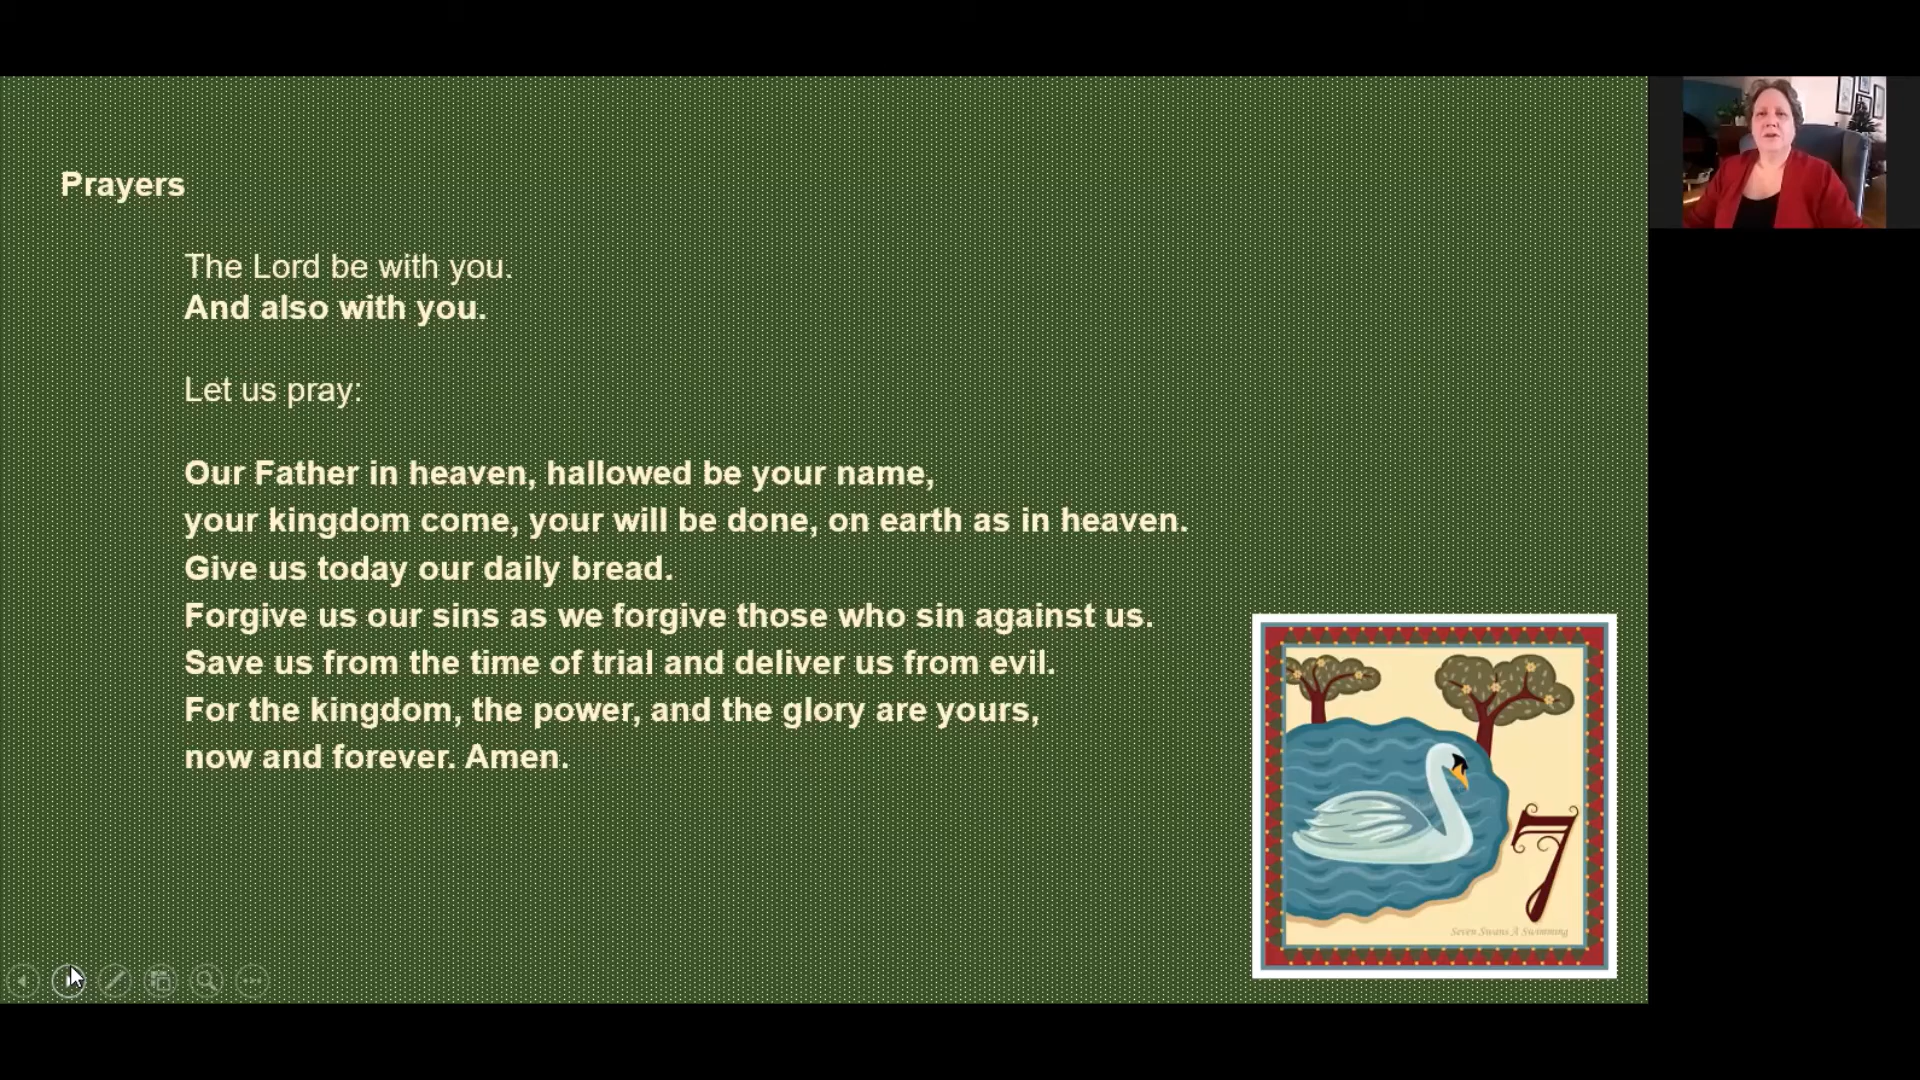 Prayers
The Lord be with you.
And also with you.
Let us pray:
Our Father in heaven, hallowed be your name,
your kingdom come, your will be done, on earth as in heaven.
Give us today our daily bread.
Forgive us our sins as we forgive those who sin against us.
Save us from the time of trial and deliver us from evil.
For the kingdom, the power, and the glory are yours,
now and forever. Amen.
7
Seven Swans A Swimming